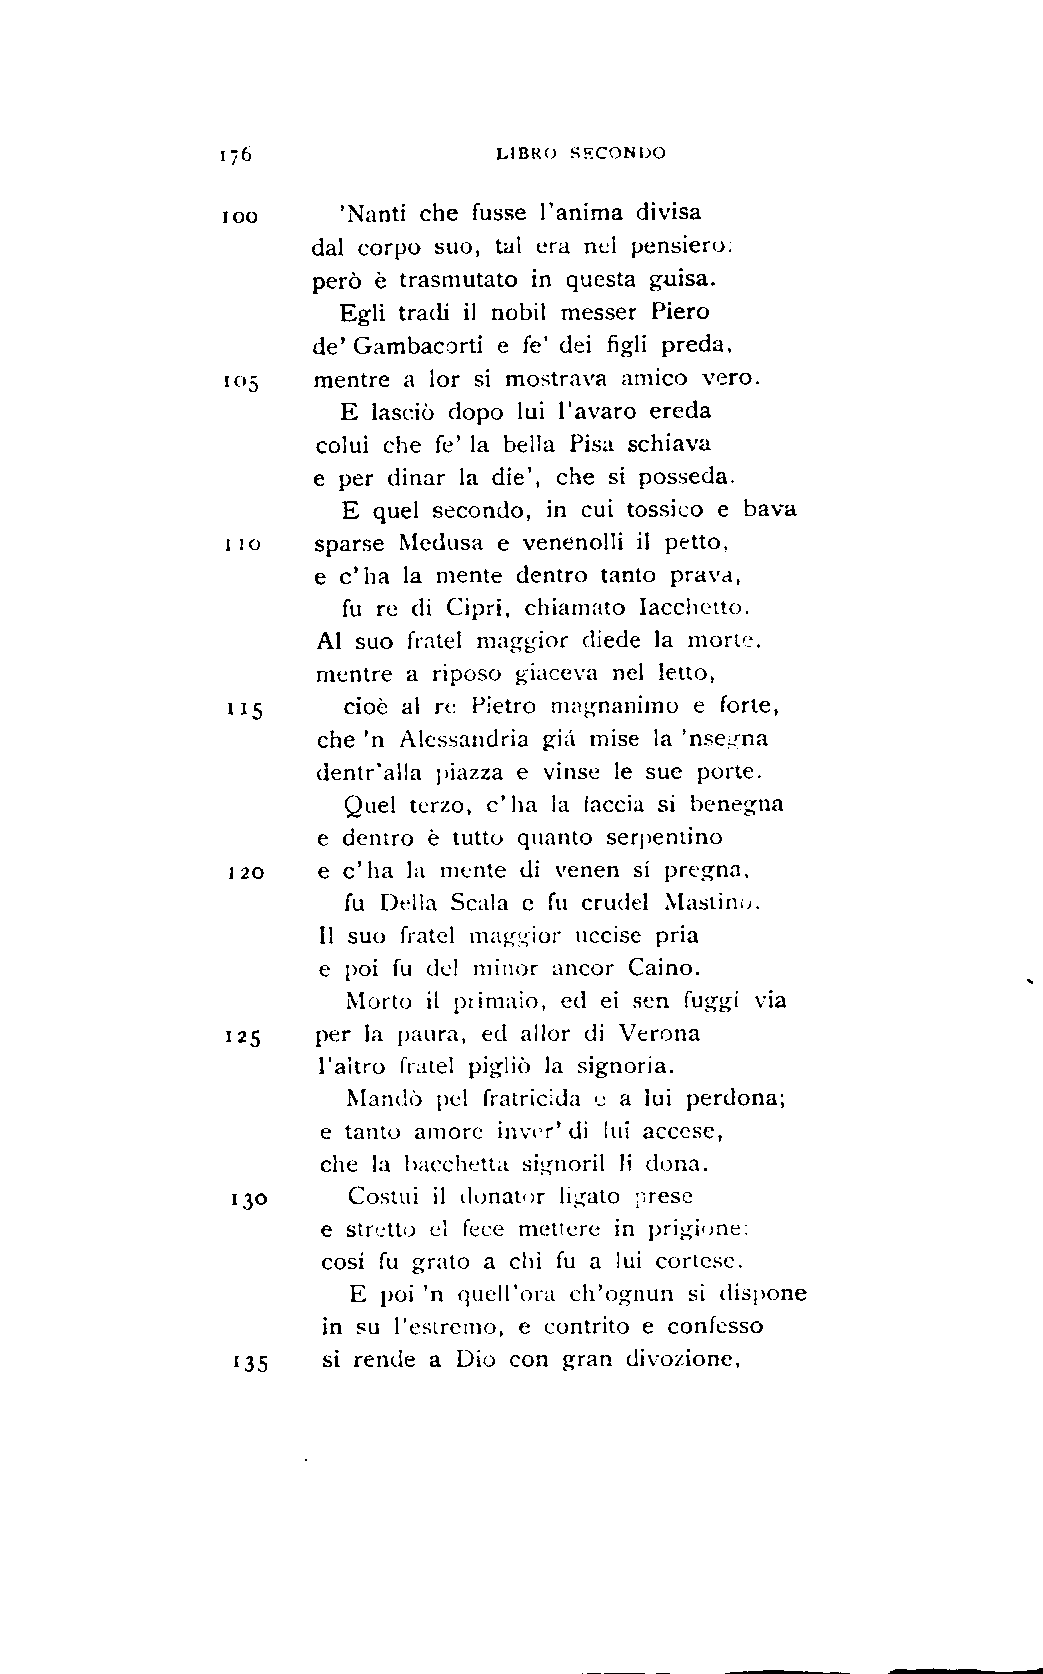 176 LIBRO SECONDO
100 'Nanti che fusse l'anima divisa
dal corpo suo, tal era nel pensiero:
però è trasmutato in questa guisa.
Egli tradí il nobil messer Piero
de' Gambacorti e fe' dei figli preda,
105 mentre a lor si mostrava amico vero.
E lasciò dopo lui l'avaro ereda
colui che fe' la bella Pisa schiava
e per dinar la die', che si posseda.
E quel secondo, in cui tossico e bava
110 sparse Medusa e venenolli il petto,
e c'ha la mente dentro tanto prava,
fu re di Cipri, chiamato Iacchetto.
Al suo fratel maggior diede la morte,
mentre a riposo giaceva nel letto,
115 cioè al re Pietro magnanimo e forte,
che 'n Alessandria giá mise la 'nsegna
dentr'alla piazza e vinse le sue porte.
Quel terzo, c'ha la faccia si benegna
e dentro è tutto quanto serpentino
120 e c'ha la mente di venen sí pregna,
fu Della Scala e fu crudel Mastino.
Il suo fratel maggior uccise pria
e poi fu del minor ancor Caino.
Morto il primaio, ed ei sen fuggí via
125 per la paura, ed allor di Verona
l'altro fratel pigliò la signoria.
Mandò pel fratricida e a lui perdona;
e tanto amore inver' di lui accese,
che la bacchetta signoril li dona.
130 Costui il donator ligato prese
e stretto el fece mettere in prigione:
cosí fu grato a chi fu a lui cortese.
E poi 'n quell'ora ch'ognun si dispone
in su l'estremo, e contrito e confesso
135 si rende a Dio con gran divozione,